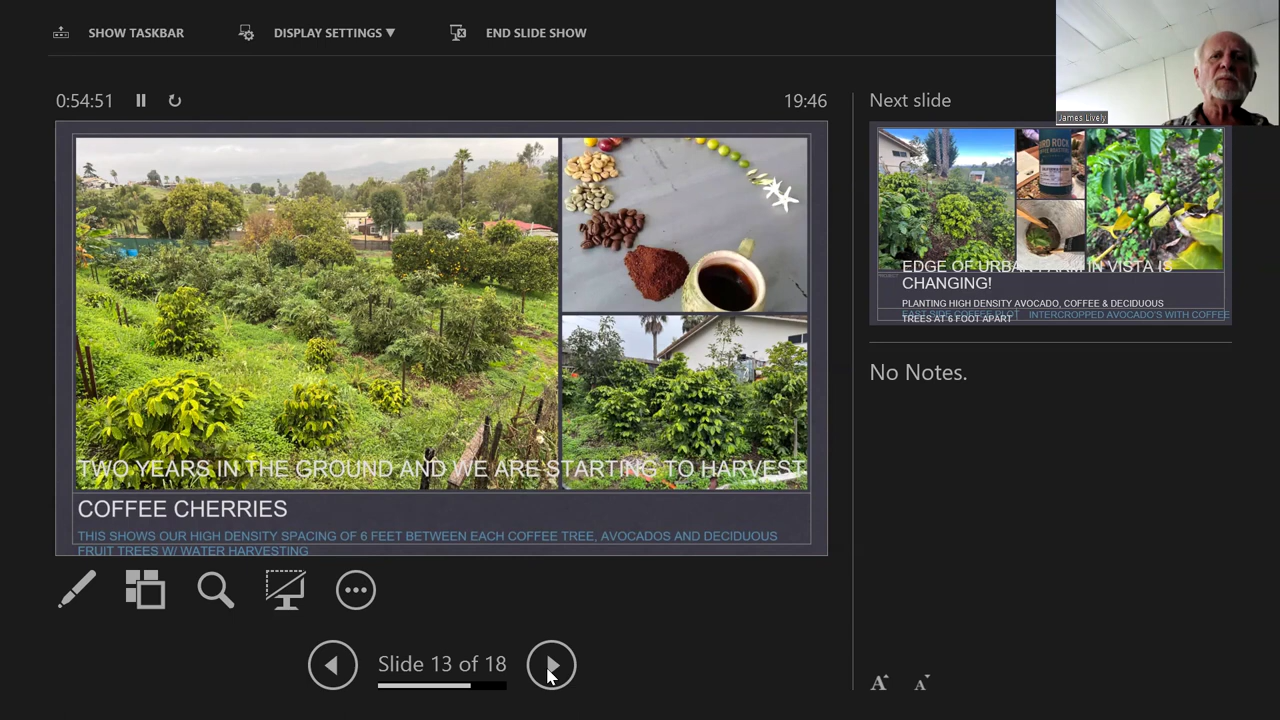 SHOW TASKBAR
DISPLAY SETTINGS ▼
END SLIDE SHOW
James Lively
0:54:51
19:46
Next slide
TWO YEARS IN THE GROUND AND WE ARE STARTING TO HARVEST
COFFEE CHERRIES
THIS SHOWS OUR HIGH DENSITY SPACING OF 6 FEET BETWEEN EACH COFFEE TREE, AVOCADOS AND DECIDUOUS
FRUIT TREES W/ WATER HARVESTING
EDGE OF URBAN FARM IN VISTA IS
CHANGING!
PLANTING HIGH DENSITY AVOCADO, COFFEE & DECIDUOUS
TREES AT 6 FOOT APART
EAST SIDE COFFEE PLOT INTERCROPPED AVOCADO'S WITH COFFEE
No Notes.
Slide 13 of 18
A A